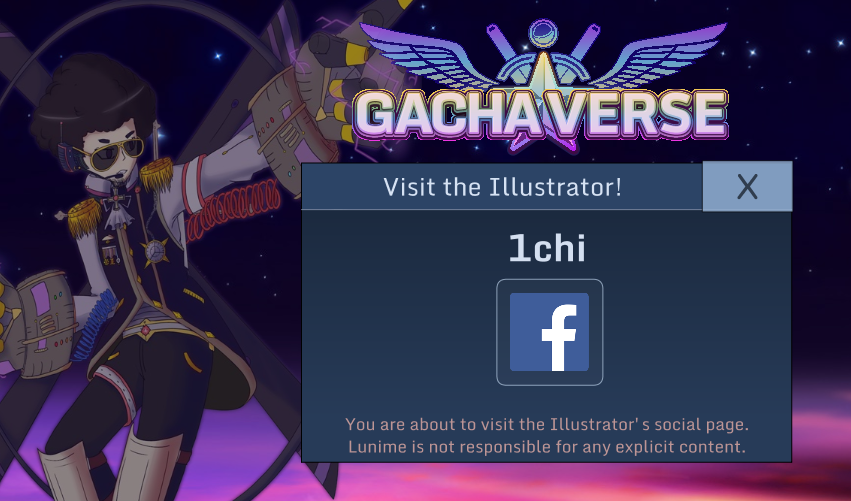 GACHAVERSE
Visit the Illustrator!
X
1chi
f
You are about to visit the Illustrator's social page.
Lunime is not responsible for any explicit content.